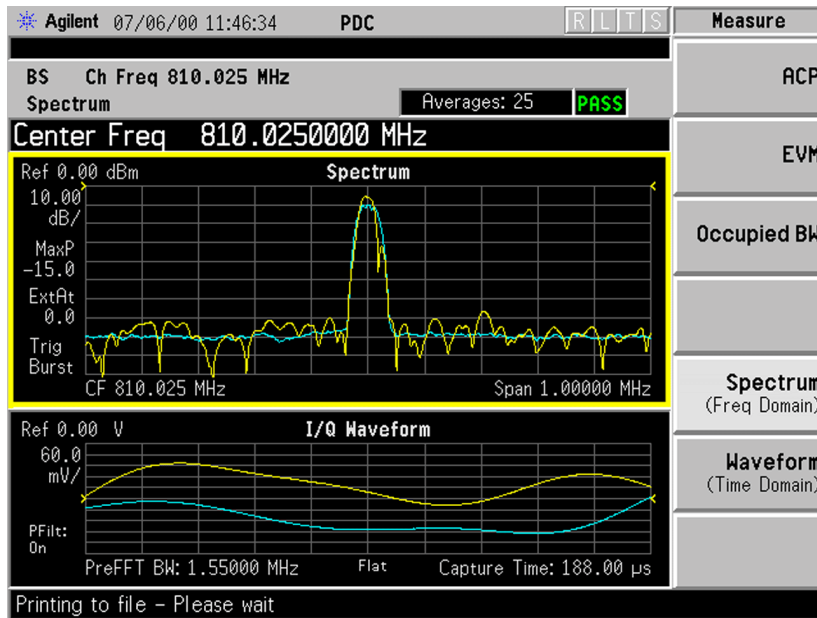 Agilent 07/06/00 11:46:34 PDC R L T S Measure
BS Ch Freq 810.025 MHz
Spectrum Averages: 25 PASS
Center Freq 810.0250000 MHz
Ref 0.00 dBm Spectrum
10.00
dB/
MaxP
-15.0
ExtAt
0.0
Trig
Burst
CF 810.025 MHz Span 1.00000 MHz
Ref 0.00 V I/Q Waveform
60.0
mV/
PFilt:
On
PreFFT BW: 1.55000 MHz Flat Capture Time: 188.00 µs
Printing to file – Please wait
ACP
EVM
Occupied BW
Spectrum
(Freq Domain)
Waveform
(Time Domain)